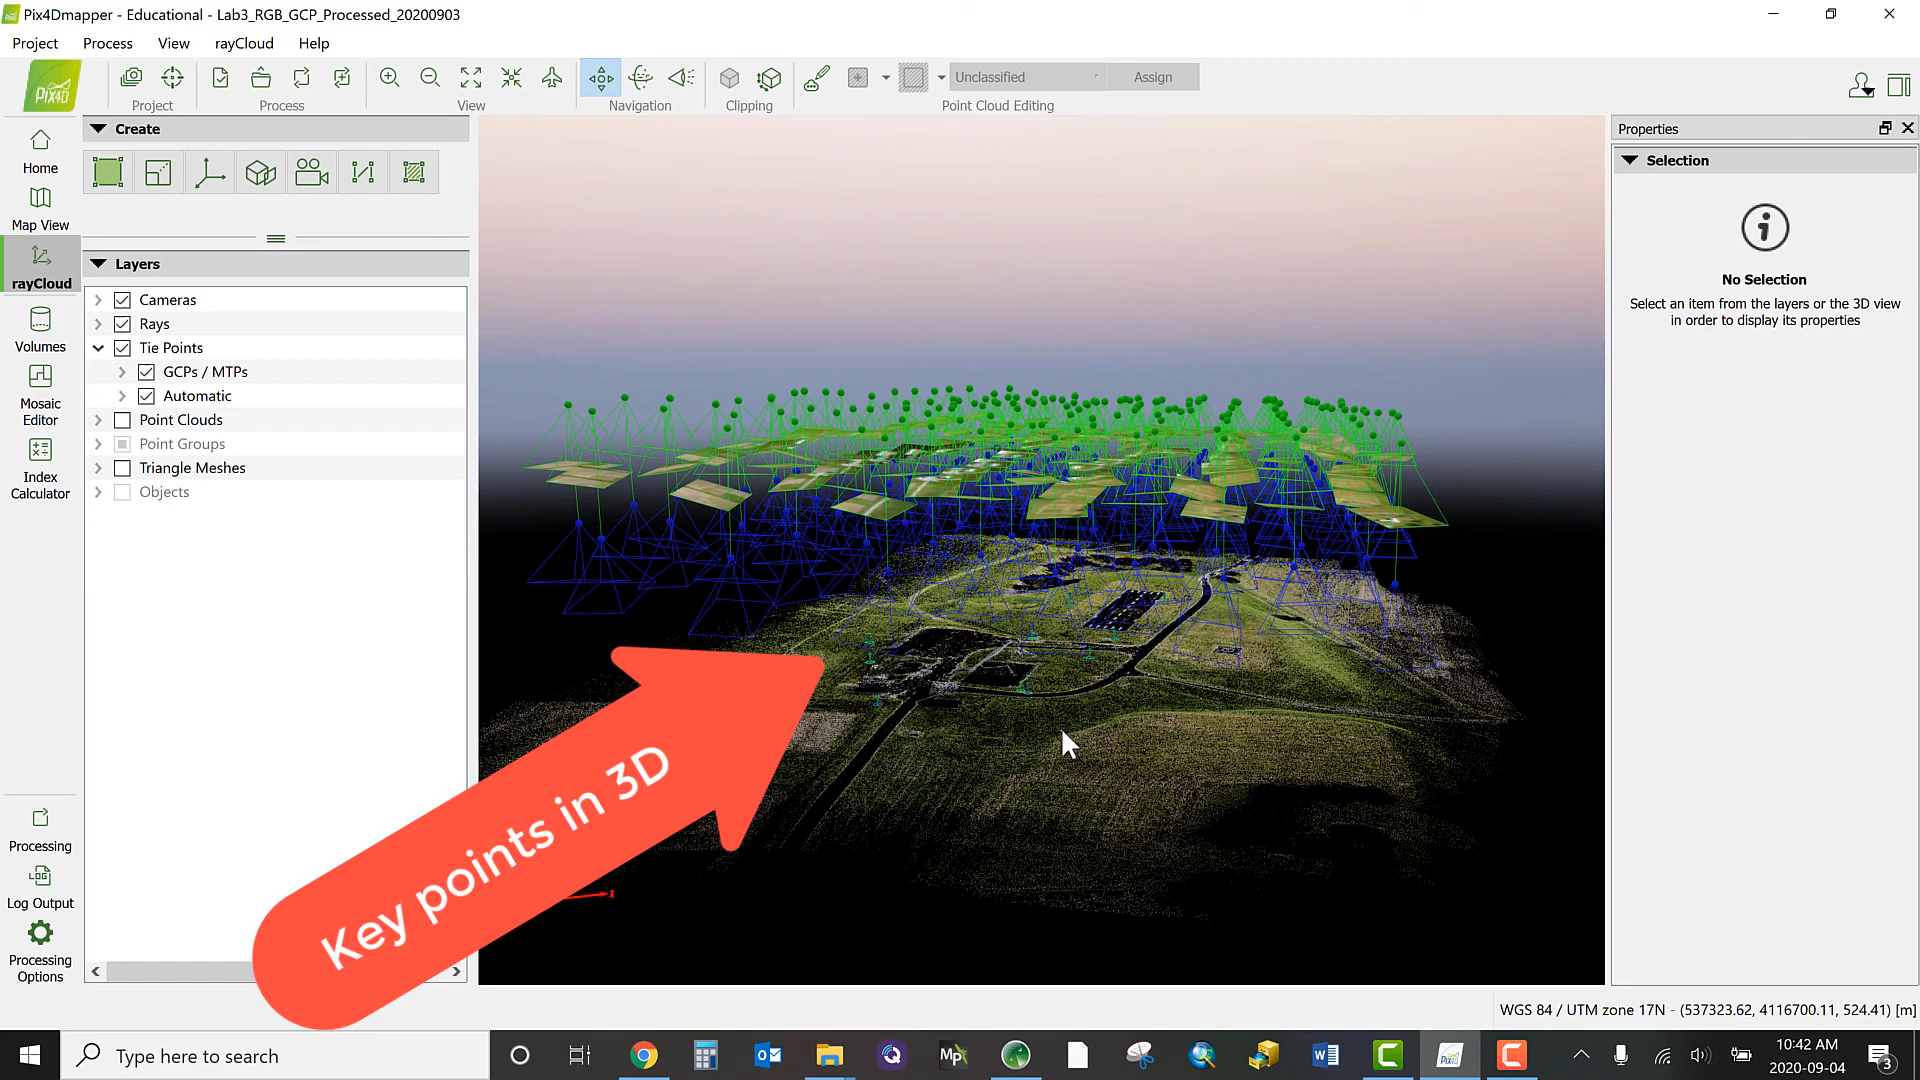 Pix4Dmapper - Educational - Lab3_RGB_GCP_Processed_20200903
Project Process View rayCloud Help
PIX4D
Project
Process
View
Navigation
Clipping
Unclassified
Assign
Point Cloud Editing
Home
Map View
rayCloud
Volumes
Mosaic
Editor
Index
Calculator
Processing
LOG
Log Output
Processing
Options
Create
Layers
Cameras
Rays
Tie Points
GCPs / MTPs
Automatic
Point Clouds
Point Groups
Triangle Meshes
Objects
Key points in 3D
x
Properties
Selection
No Selection
Select an item from the layers or the 3D view
in order to display its properties
WGS 84 / UTM zone 17N - (537323.62, 4116700.11, 524.41) [m]
Type here to search
Mp
10:42 AM
2020-09-04
3